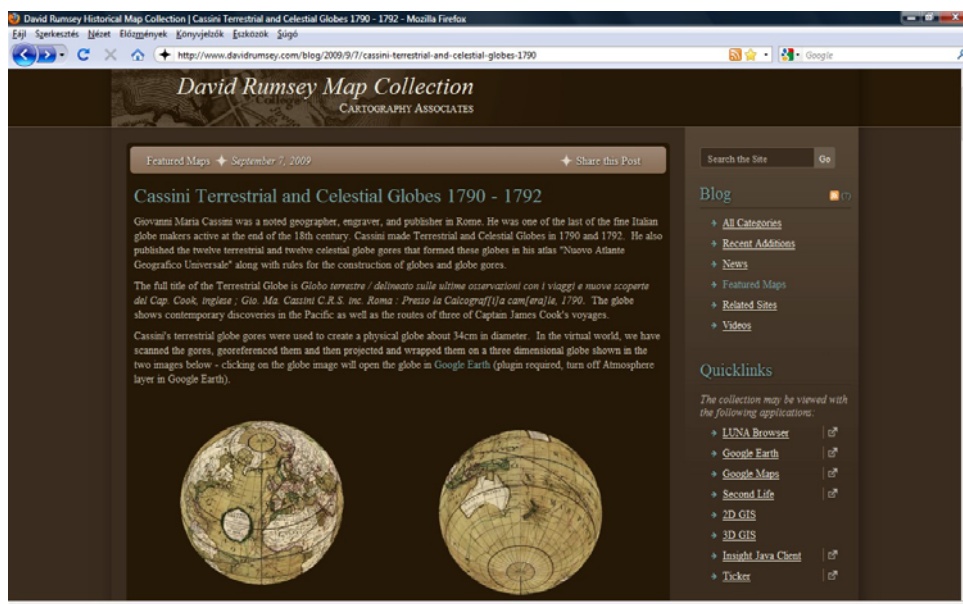 David Rumsey Historical Map Collection | Cassini Terrestrial and Celestial Globes 1790 - 1792 - Mozilla Firefox
Fájl Szerkesztés Nézet Előzmények Könyvjelzők Eszközök Súgó
http://www.davidrumsey.com/blog/2009/9/7/cassini-terrestrial-and-celestial-globes-1790
Google
David Rumsey Map Collection
CARTOGRAPHY ASSOCIATES
Featured Maps September 7, 2009
Share this Post
Cassini Terrestrial and Celestial Globes 1790 - 1792
Giovanni Maria Cassini was a noted geographer, engraver, and publisher in Rome. He was one of the last of the fine Italian
globe makers active at the end of the 18th century. Cassini made Terrestrial and Celestial Globes in 1790 and 1792. He also
published the twelve terrestrial and twelve celestial globe gores that formed these globes in his atlas "Nuovo Atlante
Geografico Universale" along with rules for the construction of globes and globe gores.
The full title of the Terrestrial Globe is Globo terrestre / delineato sulle ultime osservazioni con i viaggi e nuove scoperte
del Cap. Cook, inglese ; Gio. Ma. Cassini C.R.S. inc. Roma : Presso la Calcograf[i]a cam[era]le, 1790. The globe
shows contemporary discoveries in the Pacific as well as the routes of three of Captain James Cook's voyages.
Cassini's terrestrial globe gores were used to create a physical globe about 34cm in diameter. In the virtual world, we have
scanned the gores, georeferenced them and then projected and wrapped them on a three dimensional globe shown in the
two images below - clicking on the globe image will open the globe in Google Earth (plugin required, turn off Atmosphere
layer in Google Earth).
Search the Site Go
Blog (?)
All Categories
Recent Additions
News
Featured Maps
Related Sites
Videos
Quicklinks
The collection may be viewed with
the following applications:
LUNA Browser
Google Earth
Google Maps
Second Life
2D GIS
3D GIS
Insight Java Client
Ticker